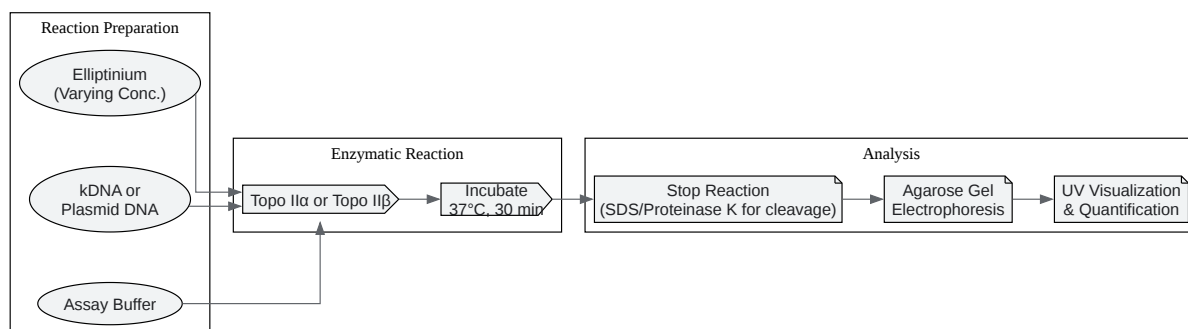 Reaction Preparation
Elliptinium
(Varying Conc.)
kDNA or
Plasmid DNA
Assay Buffer
Enzymatic Reaction
Topo IIα or Topo IIβ
Incubate
37°C, 30 min
Analysis
Stop Reaction
(SDS/Proteinase K for cleavage)
Agarose Gel
Electrophoresis
UV Visualization
& Quantification